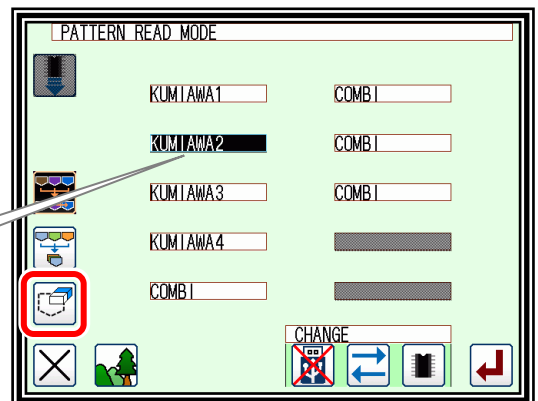 PATTERN READ MODE
KUMIAWA1 COMBI
KUMIAWA2 COMBI
KUMIAWA3 COMBI
KUMIAWA4
COMBI
CHANGE